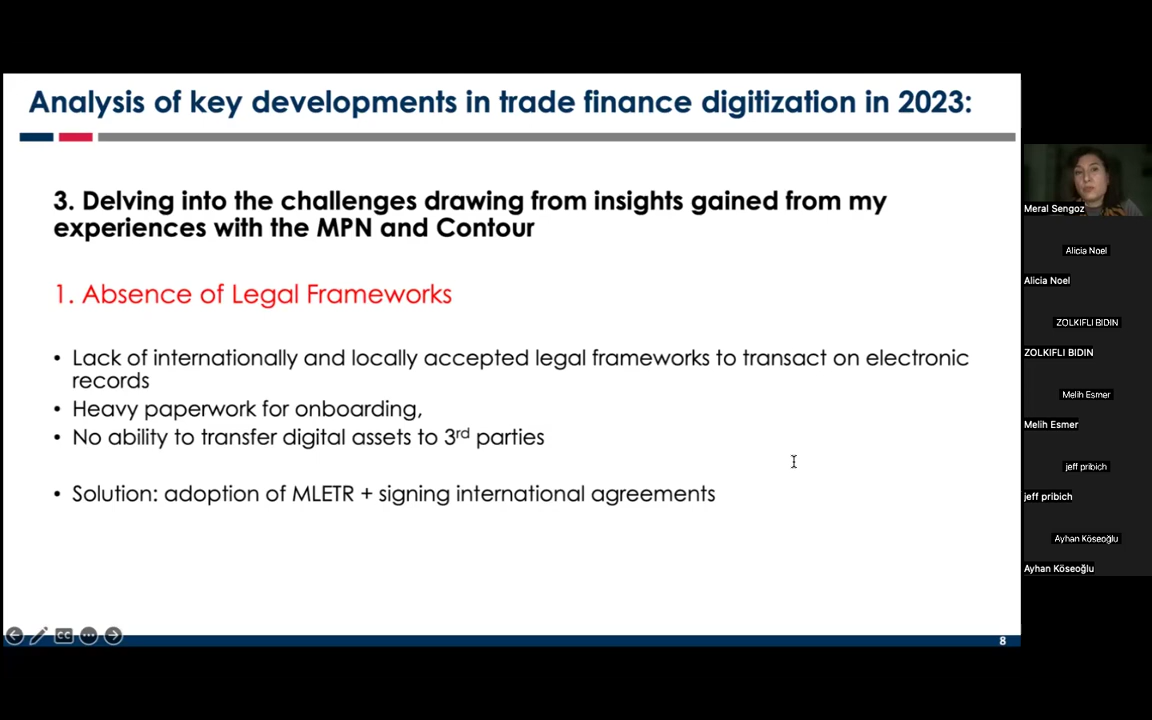 Analysis of key developments in trade finance digitization in 2023:
3. Delving into the challenges drawing from insights gained from my
experiences with the MPN and Contour
1. Absence of Legal Frameworks
• Lack of internationally and locally accepted legal frameworks to transact on electronic
records
• Heavy paperwork for onboarding,
• No ability to transfer digital assets to 3rd parties
• Solution: adoption of MLETR + signing international agreements
CC
8
Meral Sengoz
Alicia Noel
Alicia Noel
ZOLKIFLI BIDIN
ZOLKIFLI BIDIN
Melih Esmer
Melih Esmer
jeff pribich
jeff pribich
Ayhan Köseoğlu
Ayhan Köseoğlu